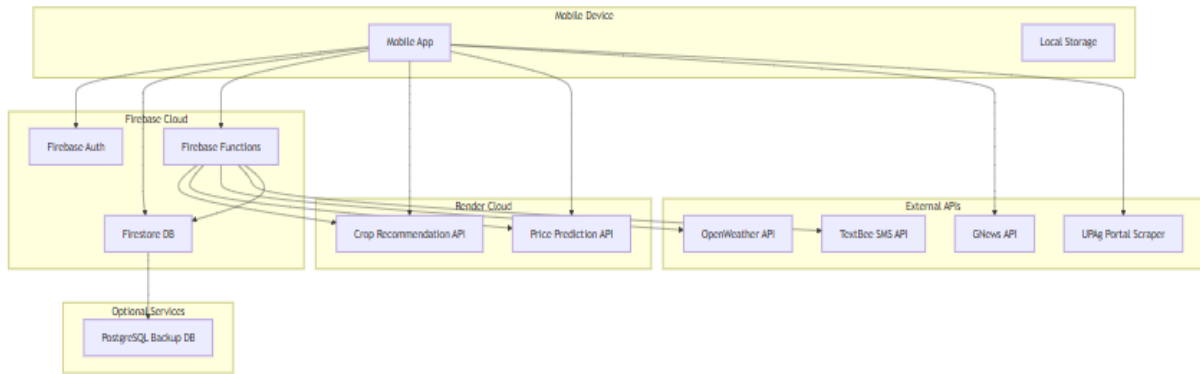 Mobile Device
Mobile App
Local Storage
Firebase Cloud
Firebase Auth
Firebase Functions
Firestore DB
Render Cloud
Crop Recommendation API
Price Prediction API
External APIs
OpenWeather API
TextBee SMS API
GNews API
UPAg Portal Scraper
Optional Services
PostgreSQL Backup DB